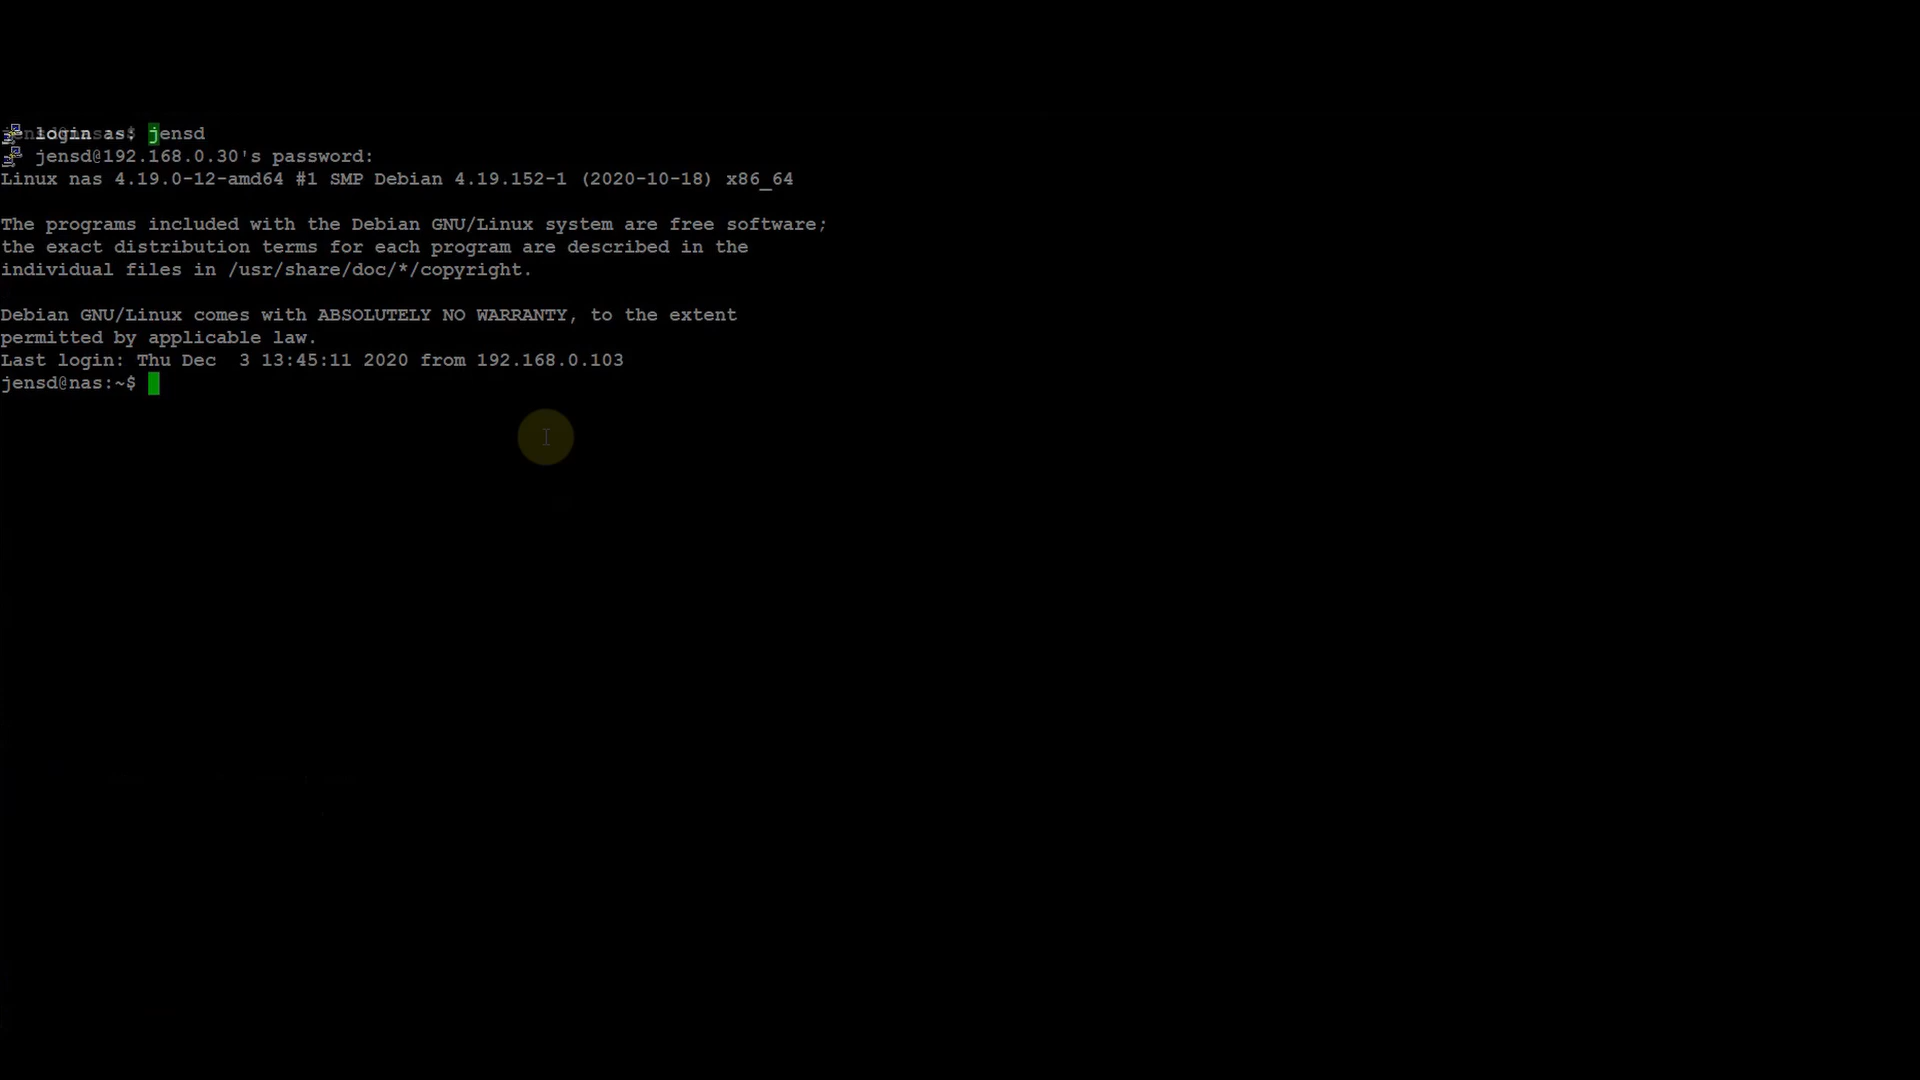 login as: jensd
jensd@192.168.0.30's password:
Linux nas 4.19.0-12-amd64 #1 SMP Debian 4.19.152-1 (2020-10-18) x86_64
The programs included with the Debian GNU/Linux system are free software;
the exact distribution terms for each program are described in the
individual files in /usr/share/doc/*/copyright.
Debian GNU/Linux comes with ABSOLUTELY NO WARRANTY, to the extent
permitted by applicable law.
Last login: Thu Dec  3 13:45:11 2020 from 192.168.0.103
jensd@nas:~$